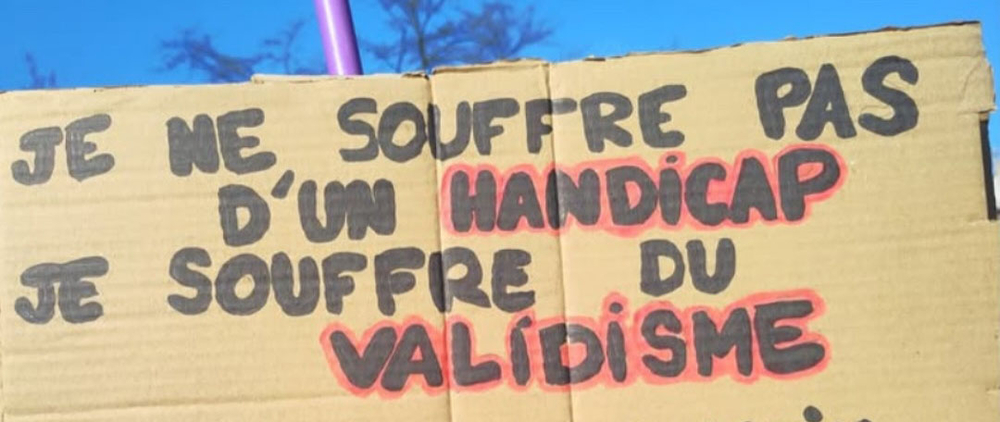 JE NE SOUFFRE PAS
D'UN HANDICAP
JE SOUFFRE DU
VALIDISME